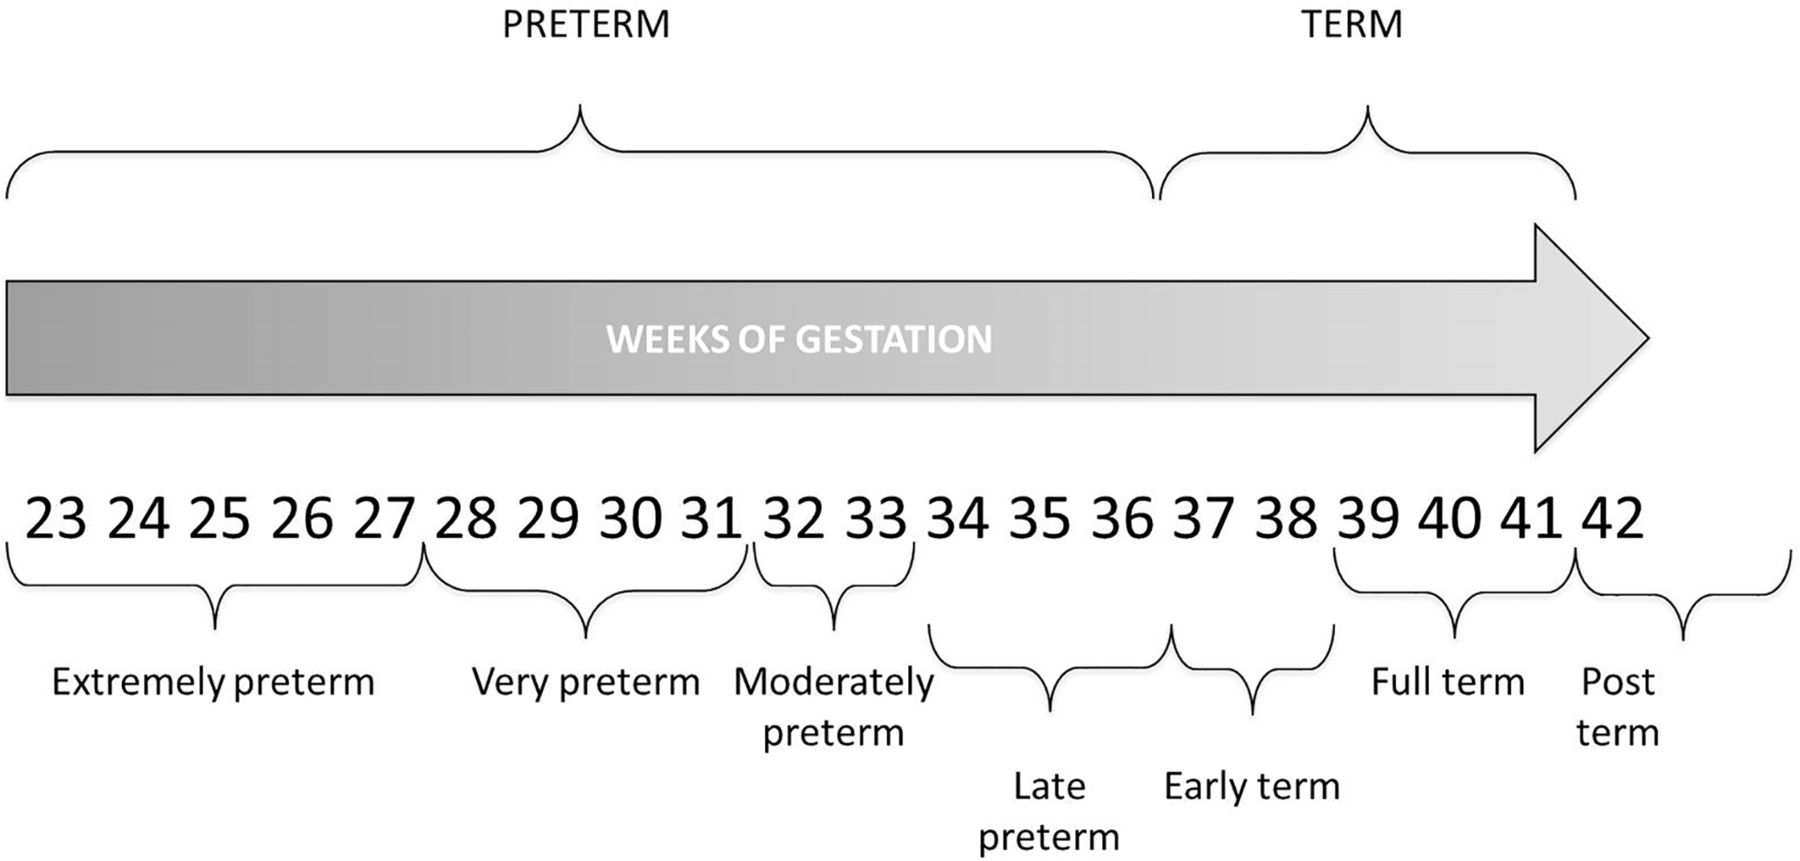 PRETERM TERM
WEEKS OF GESTATION
23 24 25 26 27 28 29 30 31 32 33 34 35 36 37 38 39 40 41 42
Extremely preterm
Very preterm
Moderately
preterm
Late
preterm
Early term
Full term
Post
term